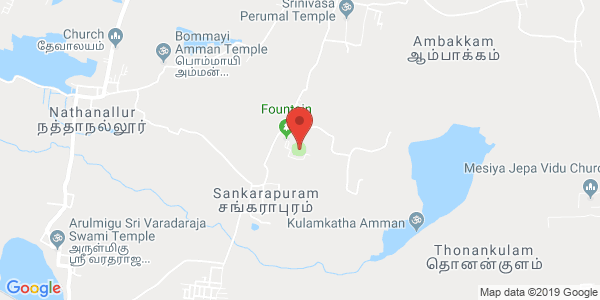 Srinivasa
Perumal Temple
Church
தேவாலயம்
Bommayi
Amman Temple
பொம்மாயி
அம்மன்...
Ambakkam
ஆம்பாக்கம்
Nathanallur
நத்தாநல்லூர்
Fountain
Mesiya Jepa Vidu Church
Sankarapuram
சங்கராபுரம்
Kulamkatha Amman
Arulmigu Sri Varadaraja
Swami Temple
அருள்மிகு
ஸ்ரீ வரதராஜ...
Thonankulam
தொனன்குளம்
Google
Map data ©2019 Google